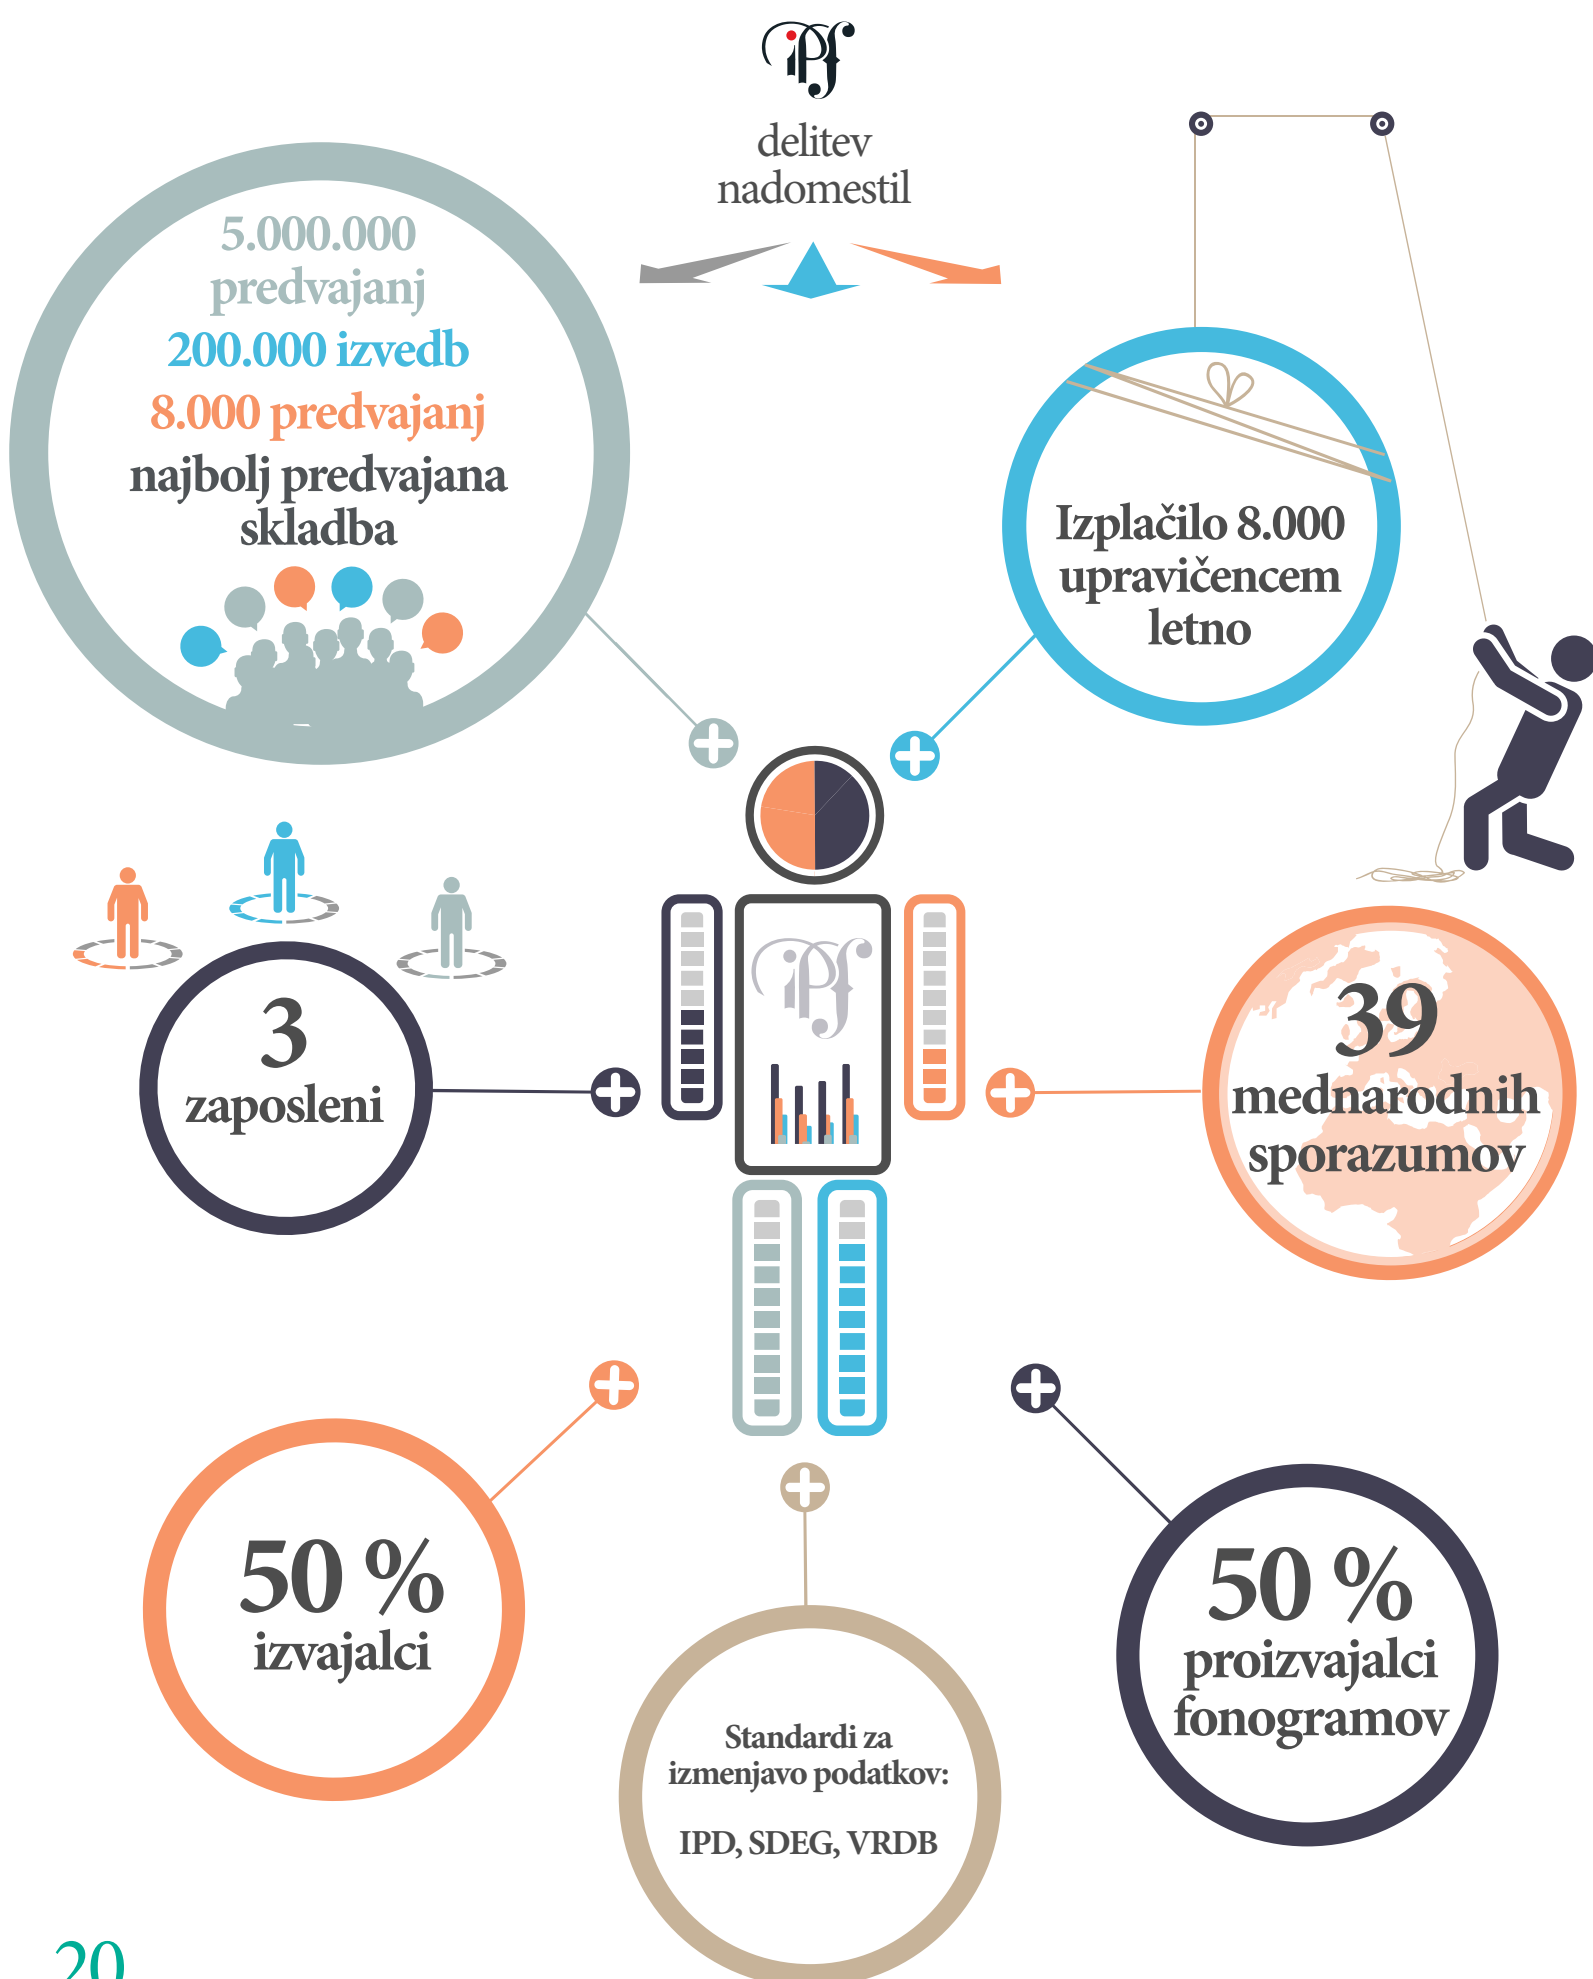 ipf
delitev
nadomestil
5.000.000
predvajanj
200.000 izvedb
8.000 predvajanj
najbolj predvajana
skladba
Izplačilo 8.000
upravičencem
letno
3
zaposleni
ipf
39
mednarodnih
sporazumov
50 %
izvajalci
50 %
proizvajalci
fonogramov
Standardi za
izmenjavo podatkov:
IPD, SDEG, VRDB
20